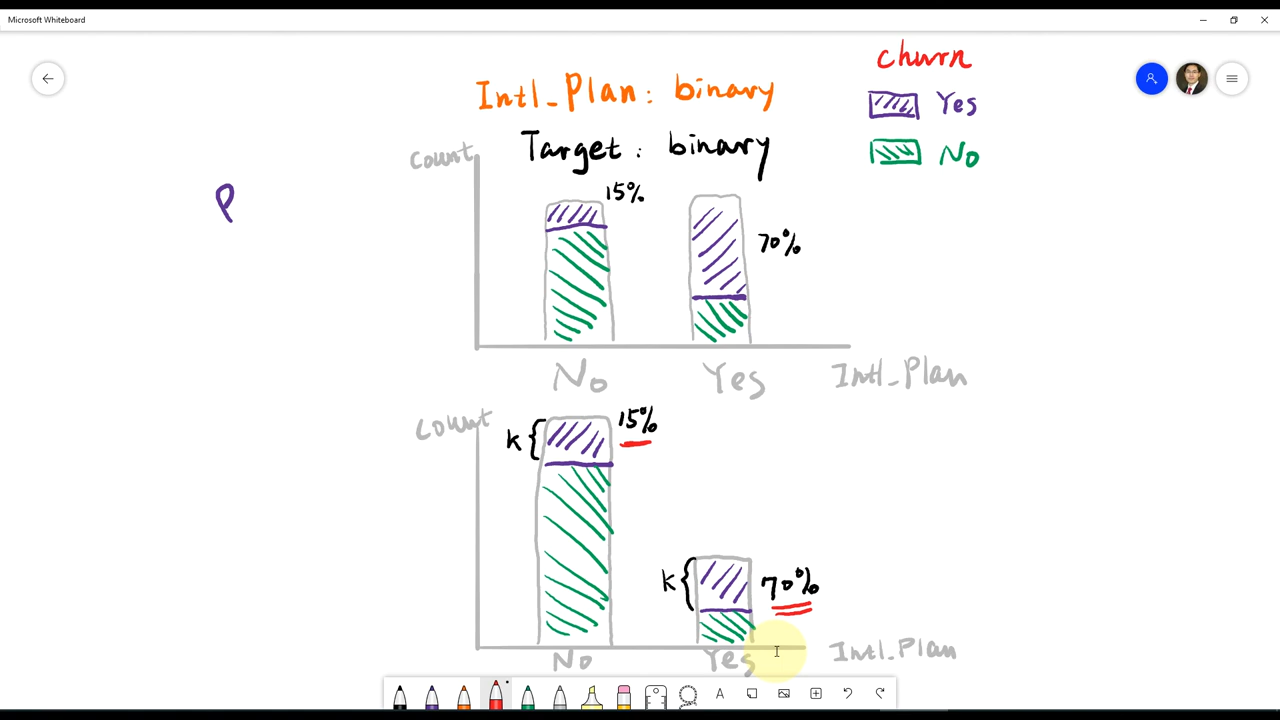 Microsoft Whiteboard
churn
Intl_Plan: binary
Yes
Target: binary
No
Count
15%
70%
P
No
Yes
Intl_Plan
Count
K
15%
K
70%
No
Yes
Intl_Plan
A